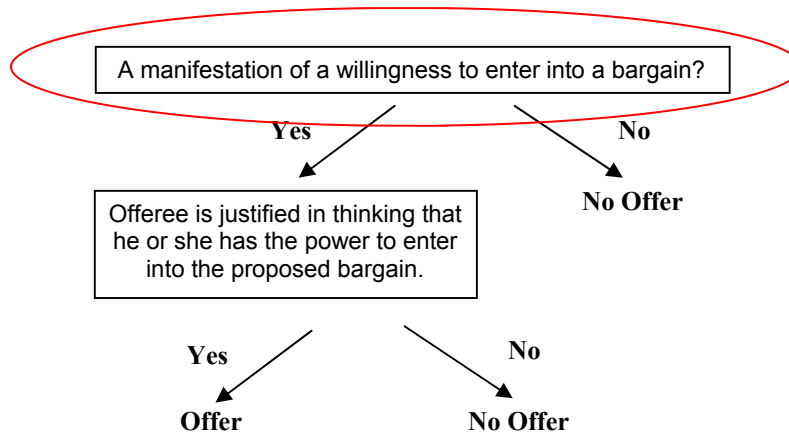 A manifestation of a willingness to enter into a bargain?
Yes
No
No Offer
Offeree is justified in thinking that
he or she has the power to enter
into the proposed bargain.
Yes
No
Offer
No Offer